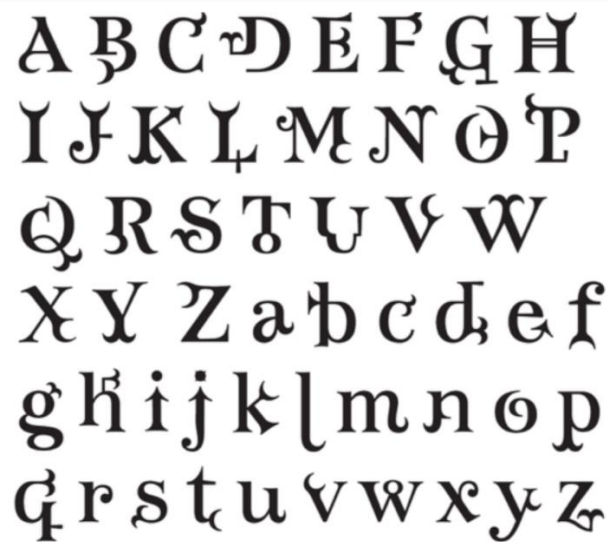 A B C D E F G H
I J K L M N O P
Q R S T U V W
X Y Z a b c d e f
g h i j k l m n o p
q r s t u v w x y z